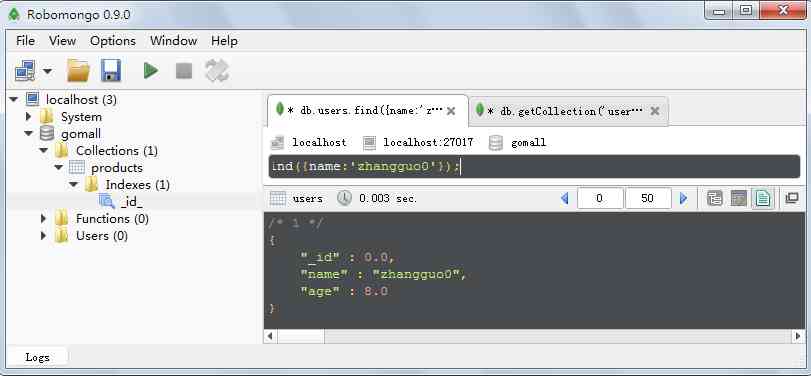 Robomongo 0.9.0
File View Options Window Help
localhost (3)
System
gomall
Collections (1)
products
Indexes (1)
_id_
Functions (0)
Users (0)
* db.users.find({name:'z⋯ * db.getCollection('user⋯
localhost localhost:27017 gomall
ind({name:'zhangguo0'});
users 0.003 sec. 0 50
/* 1 */
{
"_id" : 0.0,
"name" : "zhangguo0",
"age" : 8.0
}
Logs